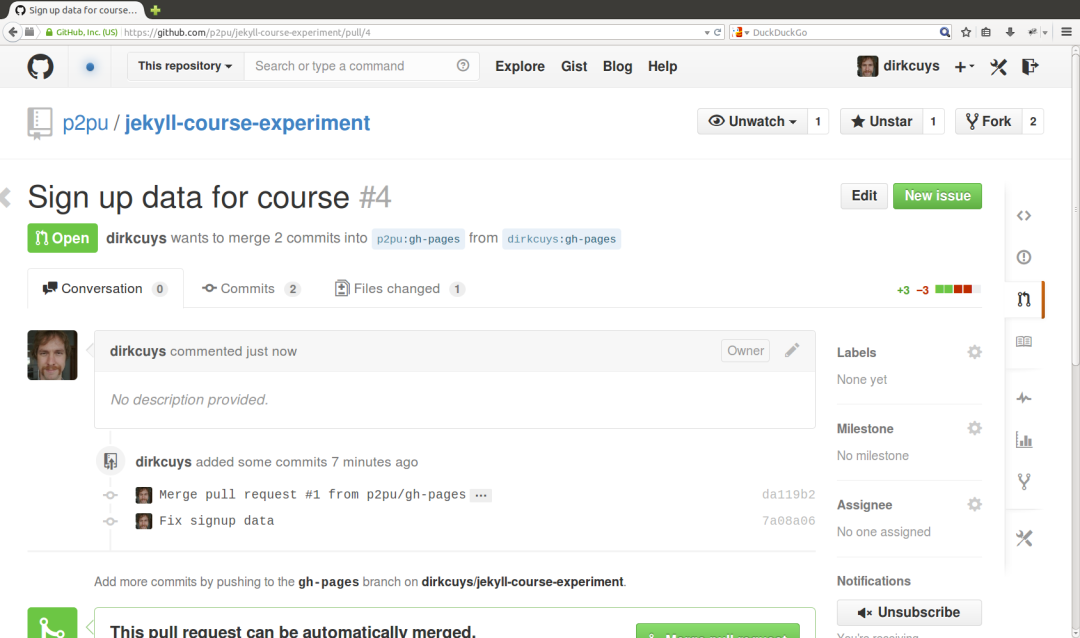 Sign up data for course...
GitHub, Inc. (US) https://github.com/p2pu/jekyll-course-experiment/pull/4
DuckDuckGo
This repository
Search or type a command
Explore Gist Blog Help
dirkcuys
p2pu / jekyll-course-experiment
Unwatch 1
Unstar 1
Fork 2
Sign up data for course #4
Edit New issue
Open dirkcuys wants to merge 2 commits into p2pu:gh-pages from dirkcuys:gh-pages
Conversation 0 Commits 2 Files changed 1
+3 −3
dirkcuys commented just now
Owner
No description provided.
dirkcuys added some commits 7 minutes ago
Merge pull request #1 from p2pu/gh-pages ... da119b2
Fix signup data 7a08a06
Add more commits by pushing to the gh-pages branch on dirkcuys/jekyll-course-experiment.
This pull request can be automatically merged.
Merge pull request
Labels
None yet
Milestone
No milestone
Assignee
No one assigned
Notifications
Unsubscribe
You're receiving